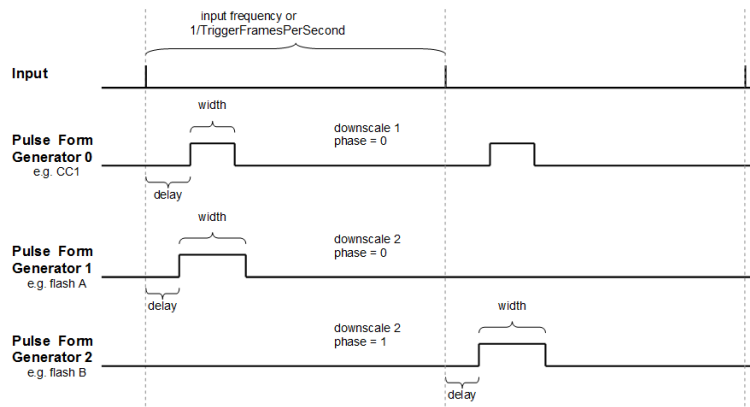 input frequency or
1/TriggerFramesPerSecond
Input
width
downscale 1
phase = 0
Pulse Form
Generator 0
e.g. CC1
delay
width
downscale 2
phase = 0
Pulse Form
Generator 1
e.g. flash A
delay
downscale 2
phase = 1
width
Pulse Form
Generator 2
e.g. flash B
delay